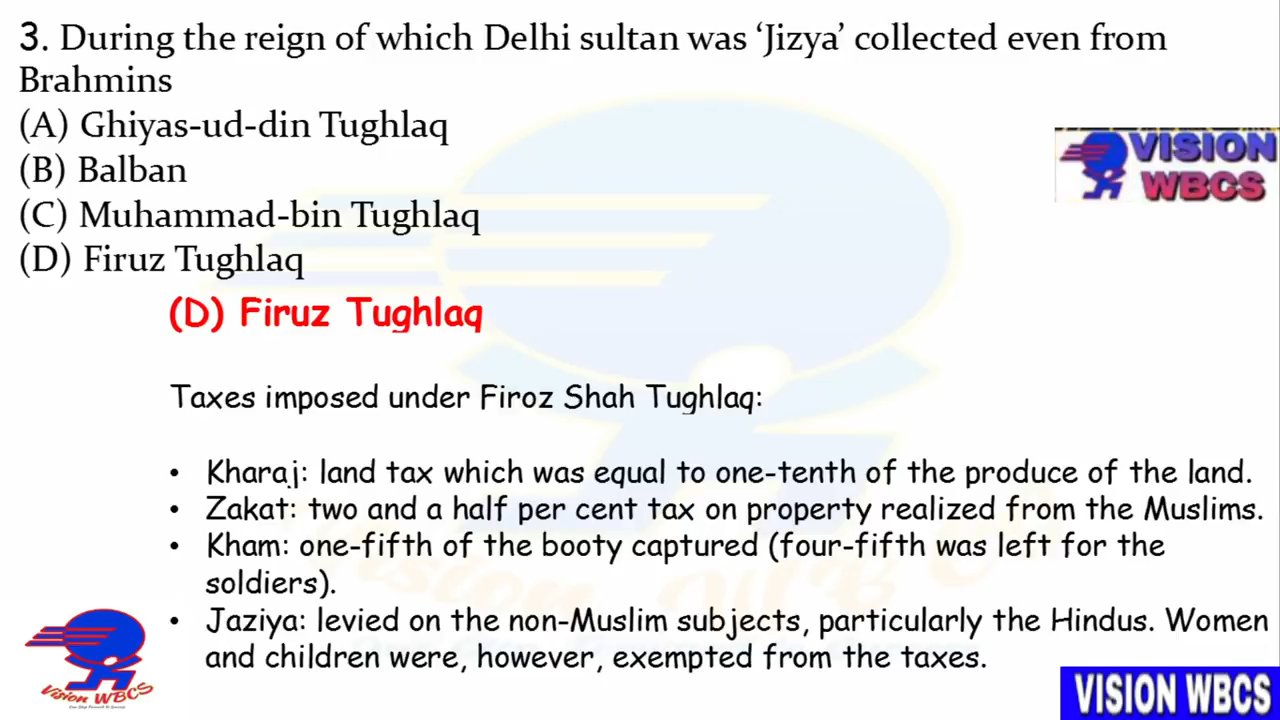 3. During the reign of which Delhi sultan was ‘Jizya’ collected even from
Brahmins
(A) Ghiyas-ud-din Tughlaq
(B) Balban
(C) Muhammad-bin Tughlaq
(D) Firuz Tughlaq
VISION
WBCS
(D) Firuz Tughlaq
Taxes imposed under Firoz Shah Tughlaq:
• Kharaj: land tax which was equal to one-tenth of the produce of the land.
• Zakat: two and a half per cent tax on property realized from the Muslims.
• Kham: one-fifth of the booty captured (four-fifth was left for the
soldiers).
• Jaziya: levied on the non-Muslim subjects, particularly the Hindus. Women
and children were, however, exempted from the taxes.
Vision WBCS
VISION WBCS